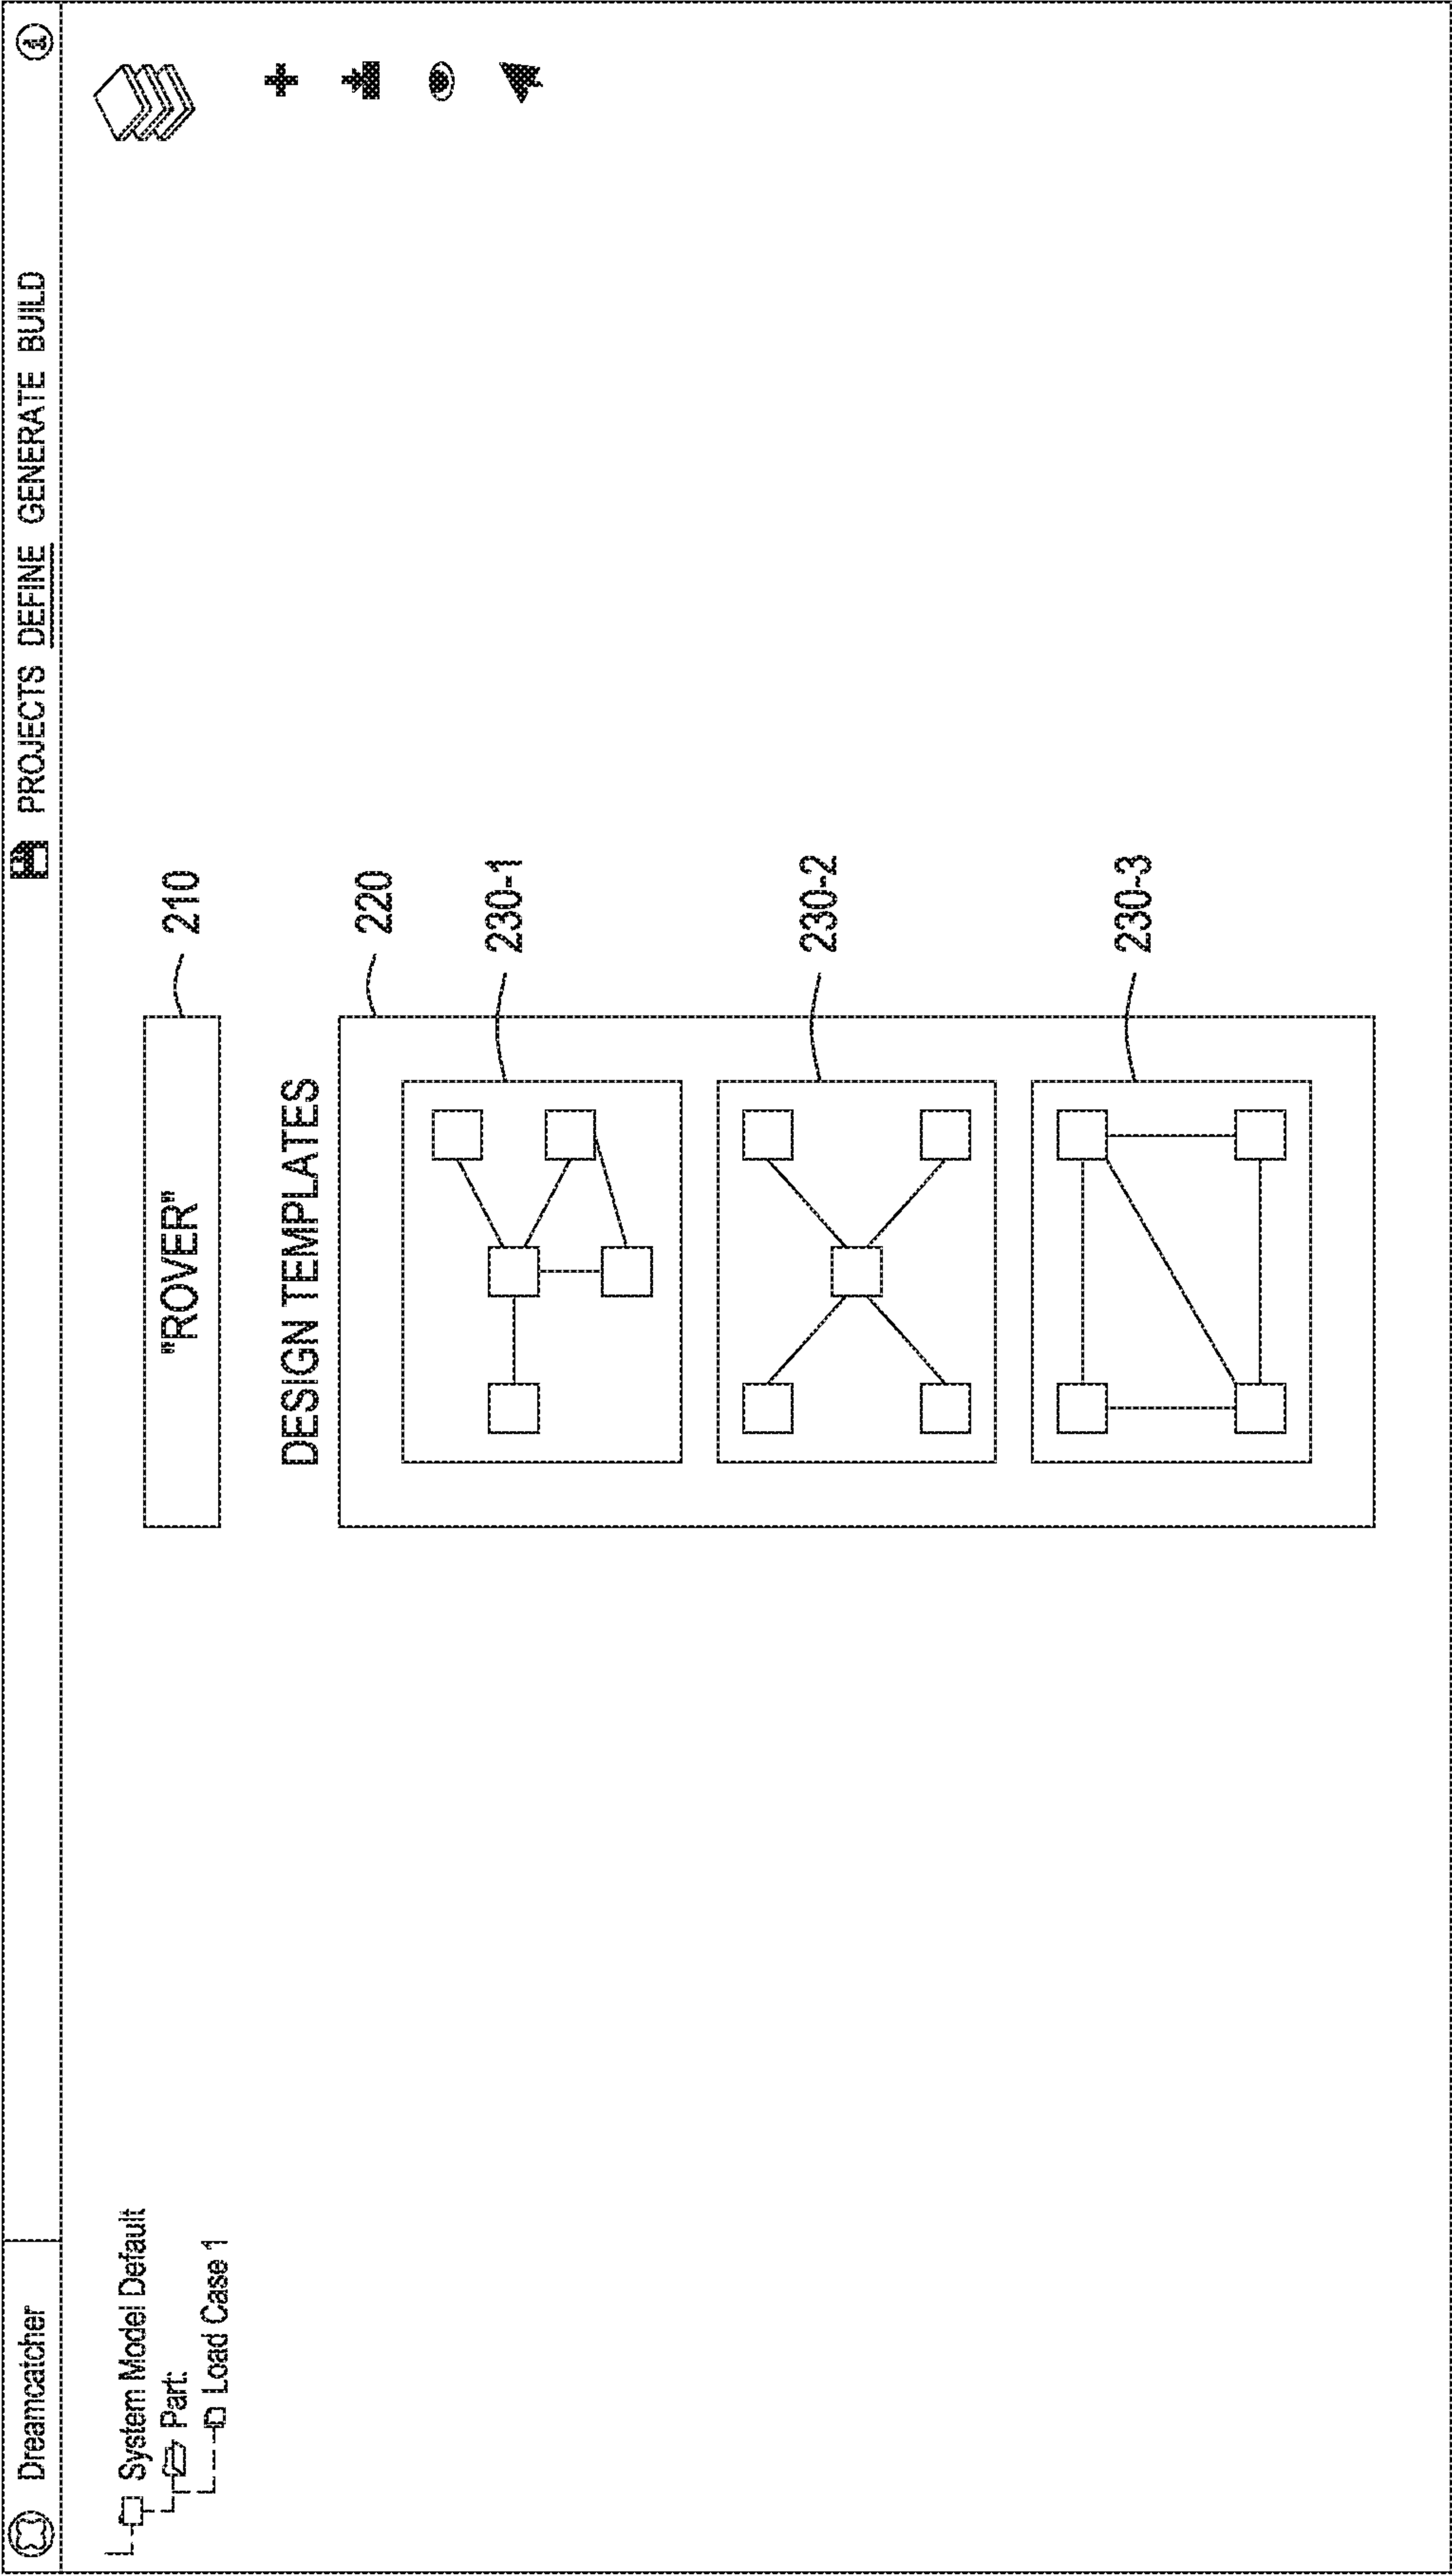 Dreamcatcher
PROJECTS DEFINE GENERATE BUILD
System Model Default
Part:
Load Case 1
"ROVER"
210
DESIGN TEMPLATES
220
230-1
230-2
230-3